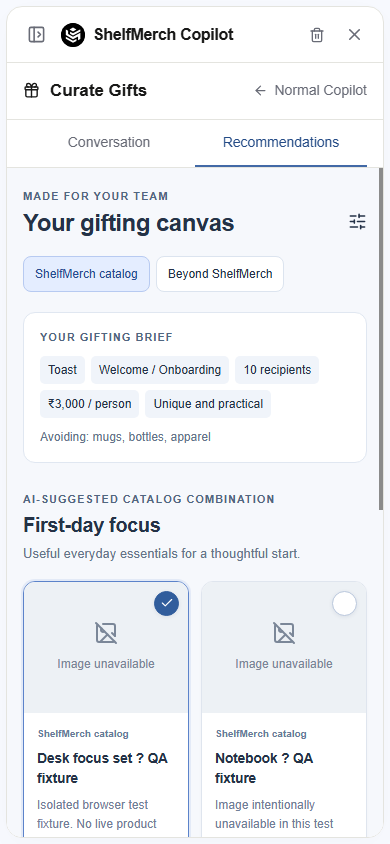 ShelfMerch Copilot
Curate Gifts
← Normal Copilot
Conversation
Recommendations
MADE FOR YOUR TEAM
Your gifting canvas
ShelfMerch catalog
Beyond ShelfMerch
YOUR GIFTING BRIEF
Toast
Welcome / Onboarding
10 recipients
₹3,000 / person
Unique and practical
Avoiding: mugs, bottles, apparel
AI-SUGGESTED CATALOG COMBINATION
First-day focus
Useful everyday essentials for a thoughtful start.
Image unavailable
ShelfMerch catalog
Desk focus set ? QA
fixture
Isolated browser test
fixture. No live product
Image unavailable
ShelfMerch catalog
Notebook ? QA
fixture
Image intentionally
unavailable in this test